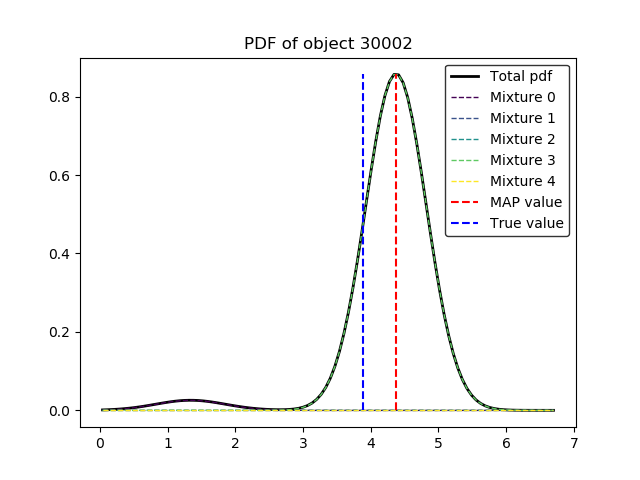 PDF of object 30002
Total pdf
Mixture 0
Mixture 1
Mixture 2
Mixture 3
Mixture 4
MAP value
True value
0.8
0.6
0.4
0.2
0.0
0 1 2 3 4 5 6 7